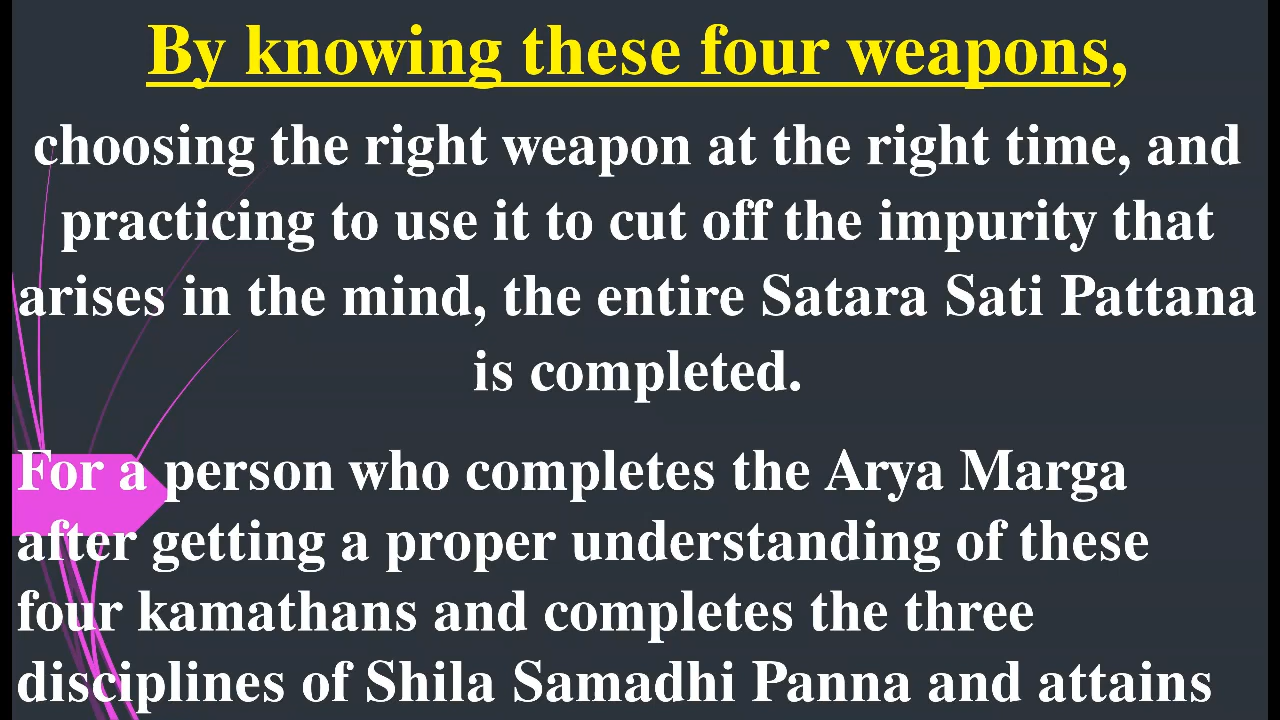 By knowing these four weapons,
choosing the right weapon at the right time, and
practicing to use it to cut off the impurity that
arises in the mind, the entire Satara Sati Pattana
is completed.
For a person who completes the Arya Marga
after getting a proper understanding of these
four kamathans and completes the three
disciplines of Shila Samadhi Panna and attains